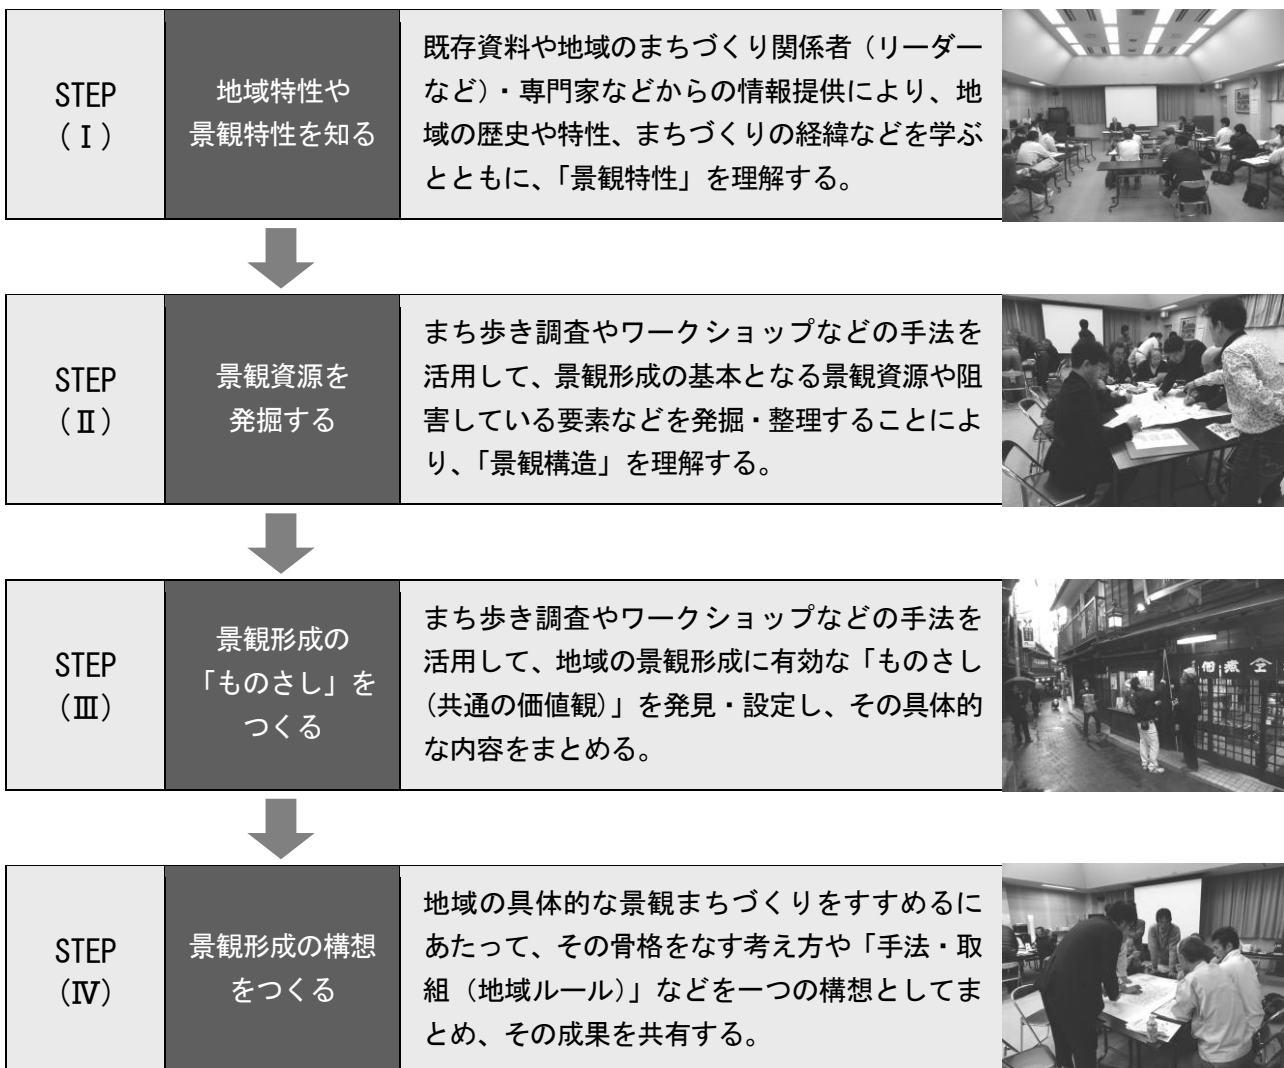 STEP
(Ⅰ)
地域特性や
景観特性を知る
既存資料や地域のまちづくり関係者（リーダー
など）・専門家などからの情報提供により、地
域の歴史や特性、まちづくりの経緯などを学ぶ
とともに、「景観特性」を理解する。
STEP
(Ⅱ)
景観資源を
発掘する
まち歩き調査やワークショップなどの手法を
活用して、景観形成の基本となる景観資源や阻
害している要素などを発掘・整理することによ
り、「景観構造」を理解する。
STEP
(Ⅲ)
景観形成の
「ものさし」を
つくる
まち歩き調査やワークショップなどの手法を
活用して、地域の景観形成に有効な「ものさし
（共通の価値観）」を発見・設定し、その具体的
な内容をまとめる。
佃煮
STEP
(Ⅳ)
景観形成の構想
をつくる
地域の具体的な景観まちづくりをすすめるに
あたって、その骨格をなす考え方や「手法・取
組（地域ルール）」などを一つの構想としてま
とめ、その成果を共有する。